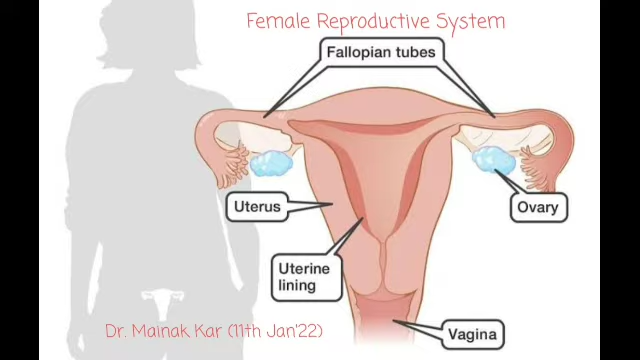 Female Reproductive System
Fallopian tubes
Uterus
Ovary
Uterine
lining
Dr. Mainak Kar (11th Jan'22)
Vagina